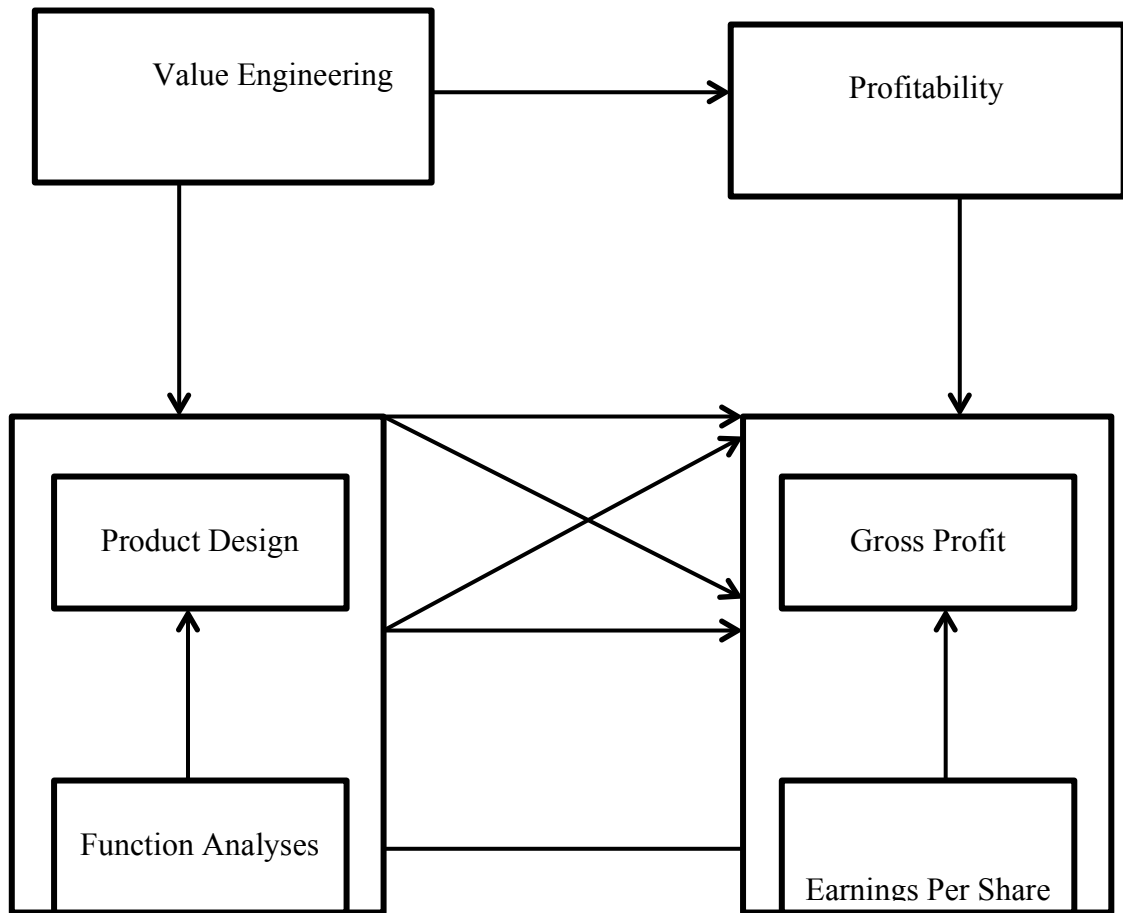 Value Engineering
Profitability
Product Design
Gross Profit
Function Analyses
Earnings Per Share